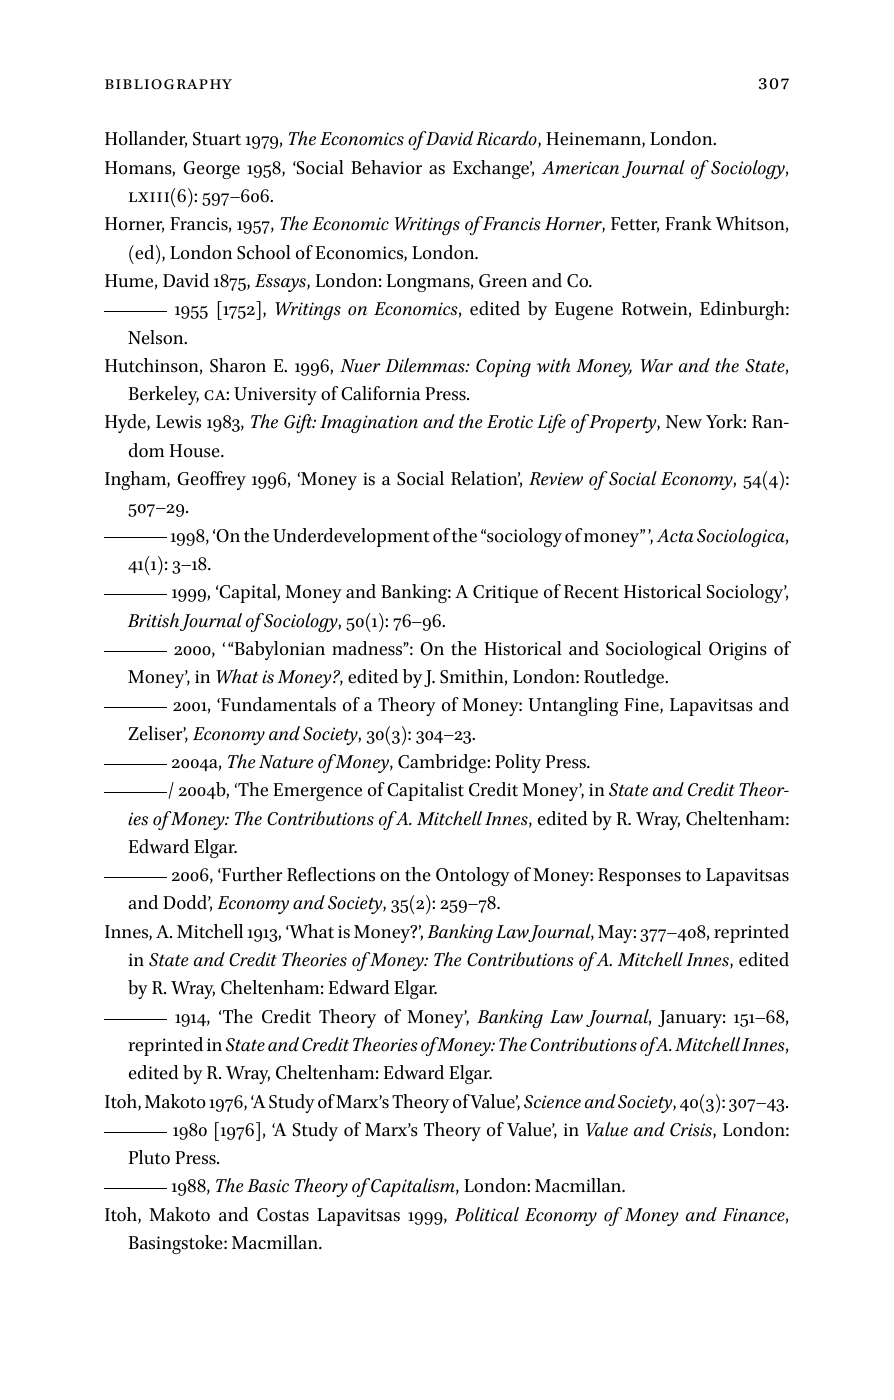 BIBLIOGRAPHY 307
Hollander, Stuart 1979, The Economics of David Ricardo, Heinemann, London.
Homans, George 1958, ‘Social Behavior as Exchange’, American Journal of Sociology,
LXIII(6): 597–606.
Horner, Francis, 1957, The Economic Writings of Francis Horner, Fetter, Frank Whitson,
(ed), London School of Economics, London.
Hume, David 1875, Essays, London: Longmans, Green and Co.
——— 1955 [1752], Writings on Economics, edited by Eugene Rotwein, Edinburgh:
Nelson.
Hutchinson, Sharon E. 1996, Nuer Dilemmas: Coping with Money, War and the State,
Berkeley, CA: University of California Press.
Hyde, Lewis 1983, The Gift: Imagination and the Erotic Life of Property, New York: Ran-
dom House.
Ingham, Geoffrey 1996, ‘Money is a Social Relation’, Review of Social Economy, 54(4):
507–29.
——— 1998, ‘On the Underdevelopment of the “sociology of money”’, Acta Sociologica,
41(1): 3–18.
——— 1999, ‘Capital, Money and Banking: A Critique of Recent Historical Sociology’,
British Journal of Sociology, 50(1): 76–96.
——— 2000, ‘“Babylonian madness”: On the Historical and Sociological Origins of
Money’, in What is Money?, edited by J. Smithin, London: Routledge.
——— 2001, ‘Fundamentals of a Theory of Money: Untangling Fine, Lapavitsas and
Zeliser’, Economy and Society, 30(3): 304–23.
——— 2004a, The Nature of Money, Cambridge: Polity Press.
———/ 2004b, ‘The Emergence of Capitalist Credit Money’, in State and Credit Theor-
ies of Money: The Contributions of A. Mitchell Innes, edited by R. Wray, Cheltenham:
Edward Elgar.
——— 2006, ‘Further Reflections on the Ontology of Money: Responses to Lapavitsas
and Dodd’, Economy and Society, 35(2): 259–78.
Innes, A. Mitchell 1913, ‘What is Money?’, Banking Law Journal, May: 377–408, reprinted
in State and Credit Theories of Money: The Contributions of A. Mitchell Innes, edited
by R. Wray, Cheltenham: Edward Elgar.
——— 1914, ‘The Credit Theory of Money’, Banking Law Journal, January: 151–68,
reprinted in State and Credit Theories of Money: The Contributions of A. Mitchell Innes,
edited by R. Wray, Cheltenham: Edward Elgar.
Itoh, Makoto 1976, ‘A Study of Marx’s Theory of Value’, Science and Society, 40(3): 307–43.
——— 1980 [1976], ‘A Study of Marx’s Theory of Value’, in Value and Crisis, London:
Pluto Press.
——— 1988, The Basic Theory of Capitalism, London: Macmillan.
Itoh, Makoto and Costas Lapavitsas 1999, Political Economy of Money and Finance,
Basingstoke: Macmillan.